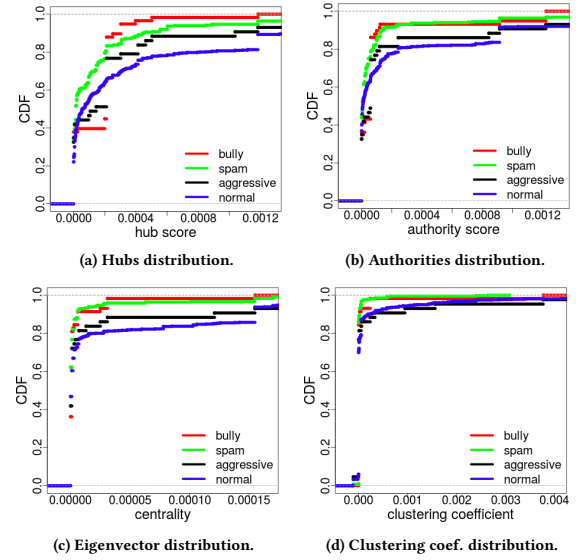 1.0
0.8
0.6
0.4
0.2
0.0
CDF
bully
spam
aggressive
normal
0.0000 0.0004 0.0008 0.0012
hub score
(a) Hubs distribution.
1.0
0.8
0.6
0.4
0.2
0.0
CDF
bully
spam
aggressive
normal
0.0000 0.0004 0.0008 0.0012
authority score
(b) Authorities distribution.
1.0
0.8
0.6
0.4
0.2
0.0
CDF
bully
spam
aggressive
normal
0.00000 0.00005 0.00010 0.00015
centrality
(c) Eigenvector distribution.
1.0
0.8
0.6
0.4
0.2
0.0
CDF
bully
spam
aggressive
normal
0.000 0.001 0.002 0.003 0.004
clustering coefficient
(d) Clustering coef. distribution.